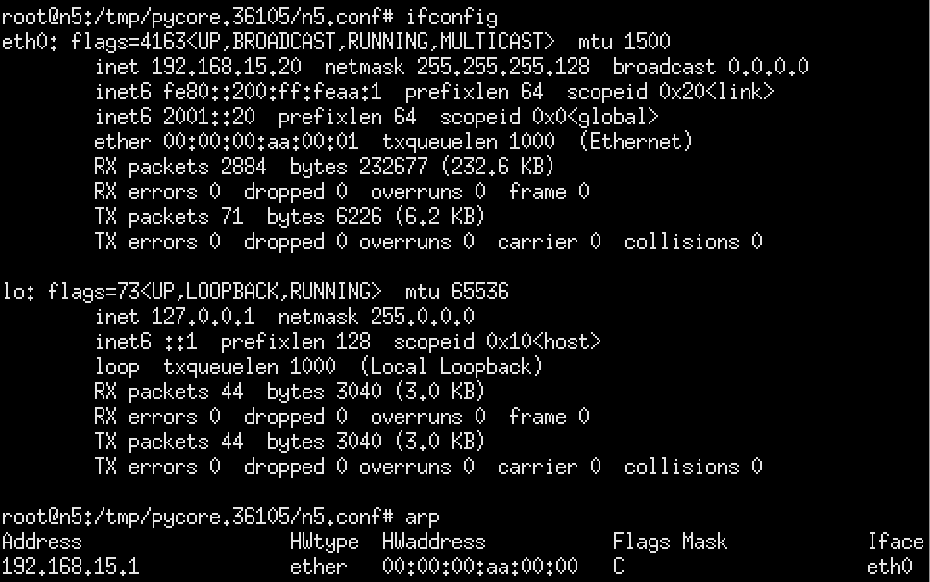 root@n5:/tmp/pycore.36105/n5.conf# ifconfig
eth0: flags=4163<UP,BROADCAST,RUNNING,MULTICAST>  mtu 1500
        inet 192.168.15.20  netmask 255.255.255.128  broadcast 0.0.0.0
        inet6 fe80::200:ff:feaa:1  prefixlen 64  scopeid 0x20<link>
        inet6 2001::20  prefixlen 64  scopeid 0x0<global>
        ether 00:00:00:aa:00:01  txqueuelen 1000  (Ethernet)
        RX packets 2884  bytes 232677 (232.6 KB)
        RX errors 0  dropped 0  overruns 0  frame 0
        TX packets 71  bytes 6226 (6.2 KB)
        TX errors 0  dropped 0 overruns 0  carrier 0  collisions 0

lo: flags=73<UP,LOOPBACK,RUNNING>  mtu 65536
        inet 127.0.0.1  netmask 255.0.0.0
        inet6 ::1  prefixlen 128  scopeid 0x10<host>
        loop  txqueuelen 1000  (Local Loopback)
        RX packets 44  bytes 3040 (3.0 KB)
        RX errors 0  dropped 0  overruns 0  frame 0
        TX packets 44  bytes 3040 (3.0 KB)
        TX errors 0  dropped 0 overruns 0  carrier 0  collisions 0

root@n5:/tmp/pycore.36105/n5.conf# arp
Address                  HWtype  HWaddress           Flags Mask            Iface
192.168.15.1             ether   00:00:00:aa:00:00   C                     eth0